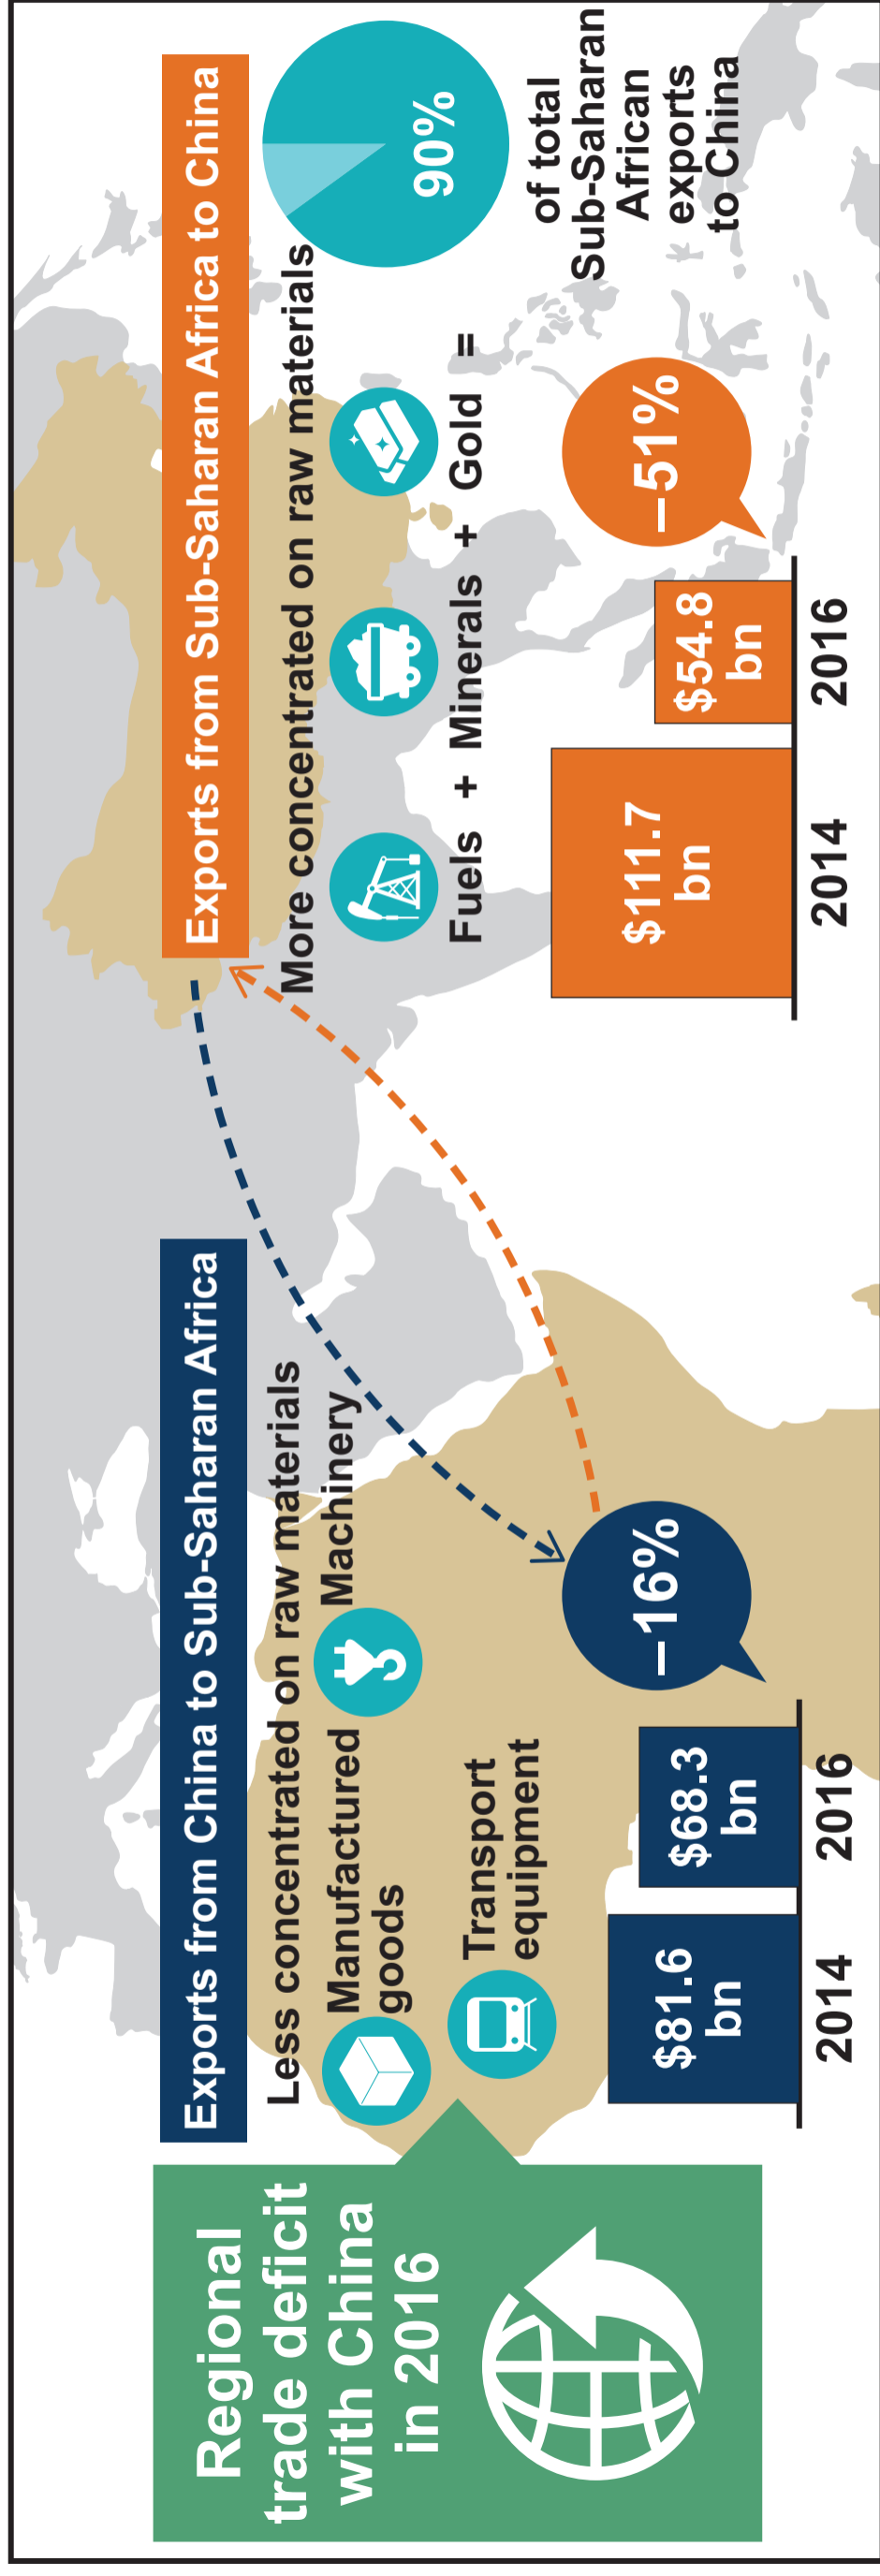 Regional
trade deficit
with China
in 2016
Exports from China to Sub-Saharan Africa
Less concentrated on raw materials
Manufactured
goods
Machinery
Transport
equipment
–16%
$81.6
bn
$68.3
bn
2014
2016
Exports from Sub-Saharan Africa to China
More concentrated on raw materials
Fuels + Minerals + Gold =
90%
of total
Sub-Saharan
African
exports
to China
–51%
$111.7
bn
$54.8
bn
2014
2016